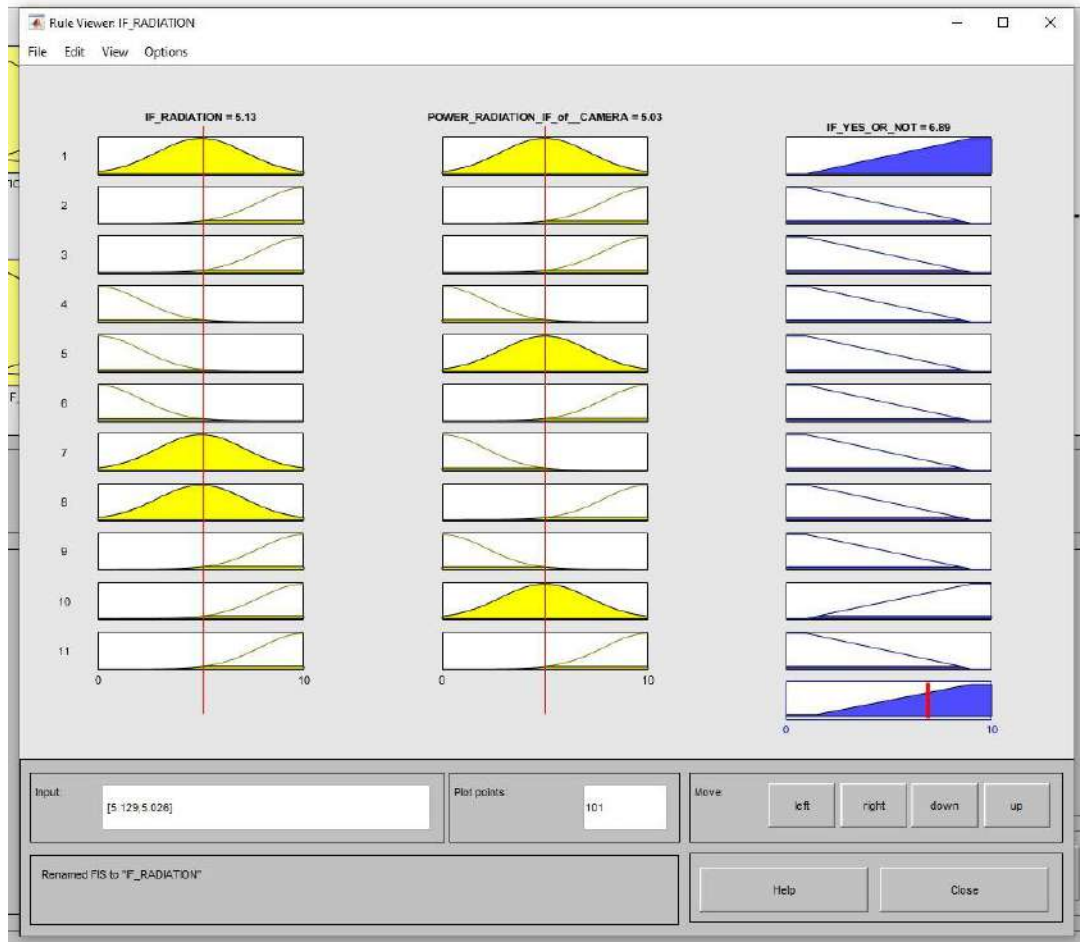 Rule Viewer: IF_RADIATION
File Edit View Options
IF_RADIATION = 5.13
POWER_RADIATION_IF_of__CAMERA = 5.03
IF_YES_OR_NOT = 6.89
1
2
3
4
5
6
7
8
9
10
11
0 10
0 10
0 10
Input:
[5.129;5.026]
Plot points:
101
Move:
left
right
down
up
Renamed FIS to "IF_RADIATION"
Help
Close